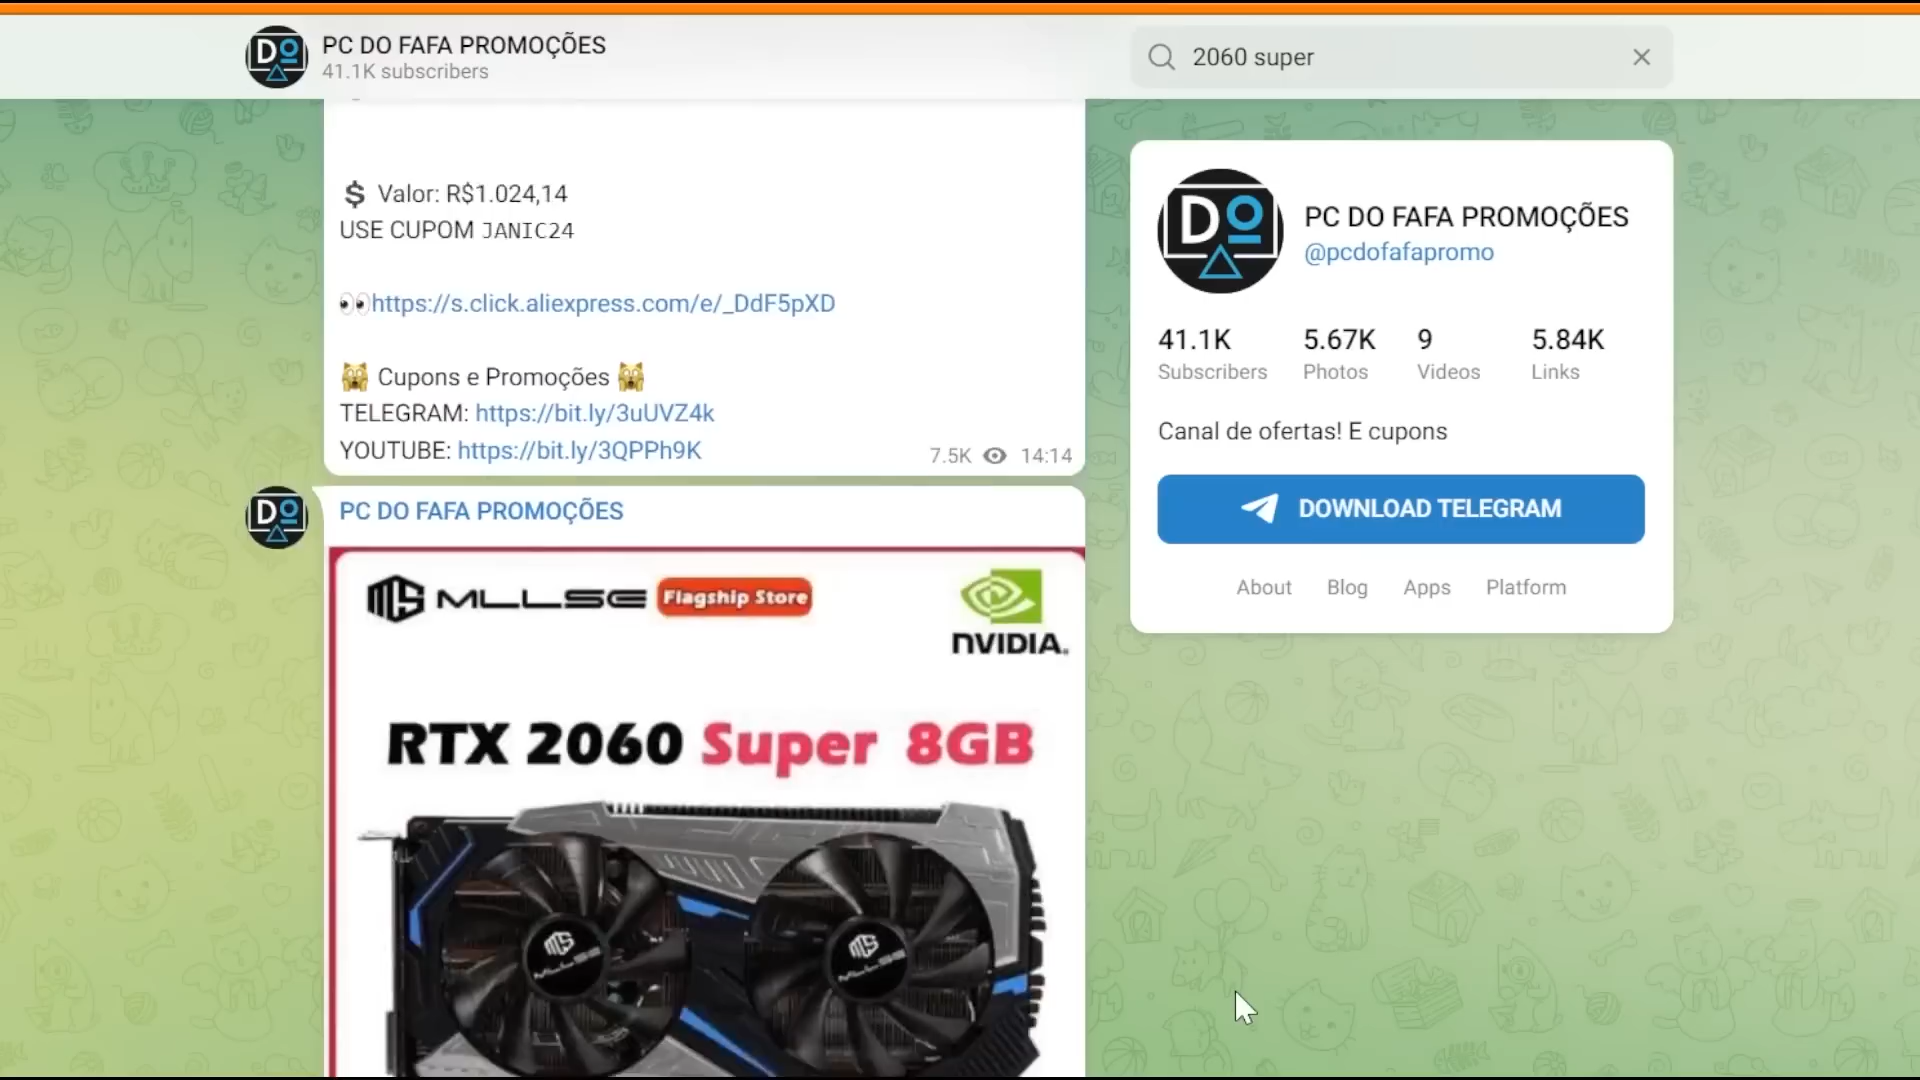 PC DO FAFA PROMOÇÕES
41.1K subscribers
2060 super
$ Valor: R$1.024,14
USE CUPOM JANIC24
👀https://s.click.aliexpress.com/e/_DdF5pXD
🙀 Cupons e Promoções 🙀
TELEGRAM: https://bit.ly/3uUVZ4k
YOUTUBE: https://bit.ly/3QPPh9K
7.5K 14:14
PC DO FAFA PROMOÇÕES
MLLSE Flagship Store
NVIDIA.
RTX 2060 Super 8GB
MLLSE
MLLSE
DO
PC DO FAFA PROMOÇÕES
@pcdofafapromo
41.1K 5.67K 9 5.84K
Subscribers Photos Videos Links
Canal de ofertas! E cupons
DOWNLOAD TELEGRAM
About Blog Apps Platform